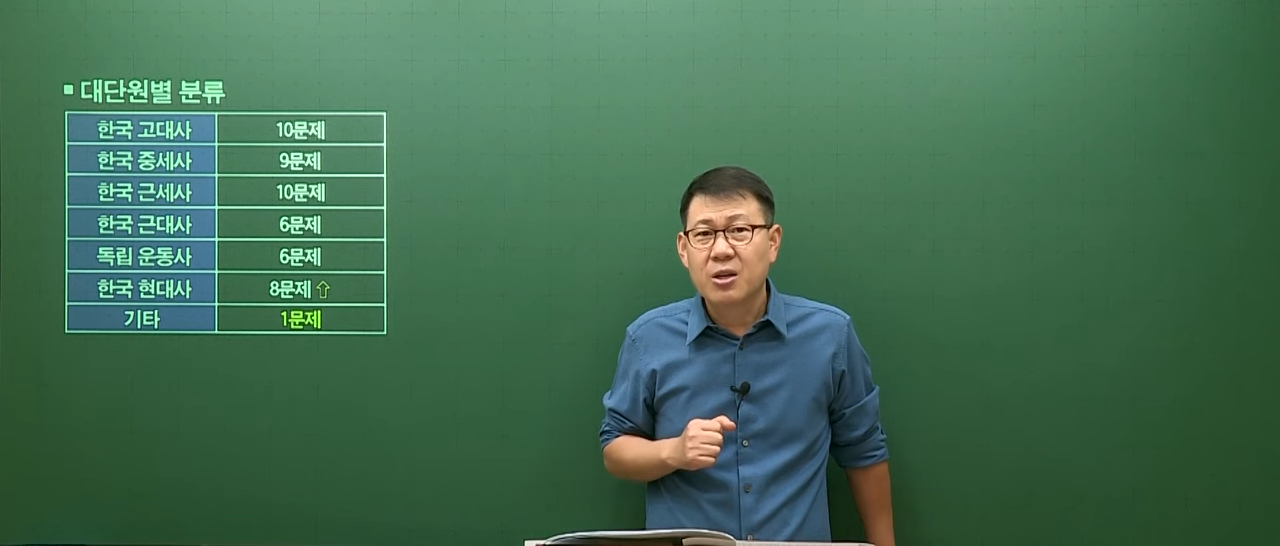 ▪ 대단원별 분류
한국 고대사 10문제
한국 중세사 9문제
한국 근세사 10문제
한국 근대사 6문제
독립 운동사 6문제
한국 현대사 8문제 ⇧
기타 1문제